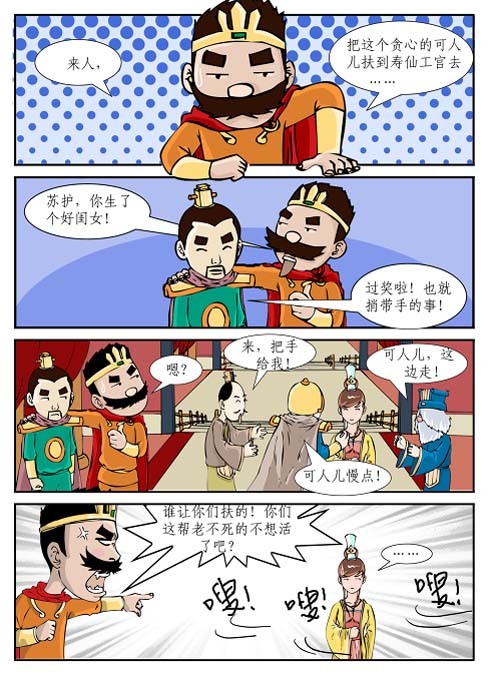 来人，
把这个贪心的可人
儿扶到寿仙工官去
……
苏护，你生了
个好闺女！
过奖啦！也就
捎带手的事！
嗯？
来，把手
给我！
可人儿，这
边走！
可人儿慢点！
谁让你们扶的！你们
这帮老不死的不想活
了吧？
……
嗖！
嗖！
嗖！